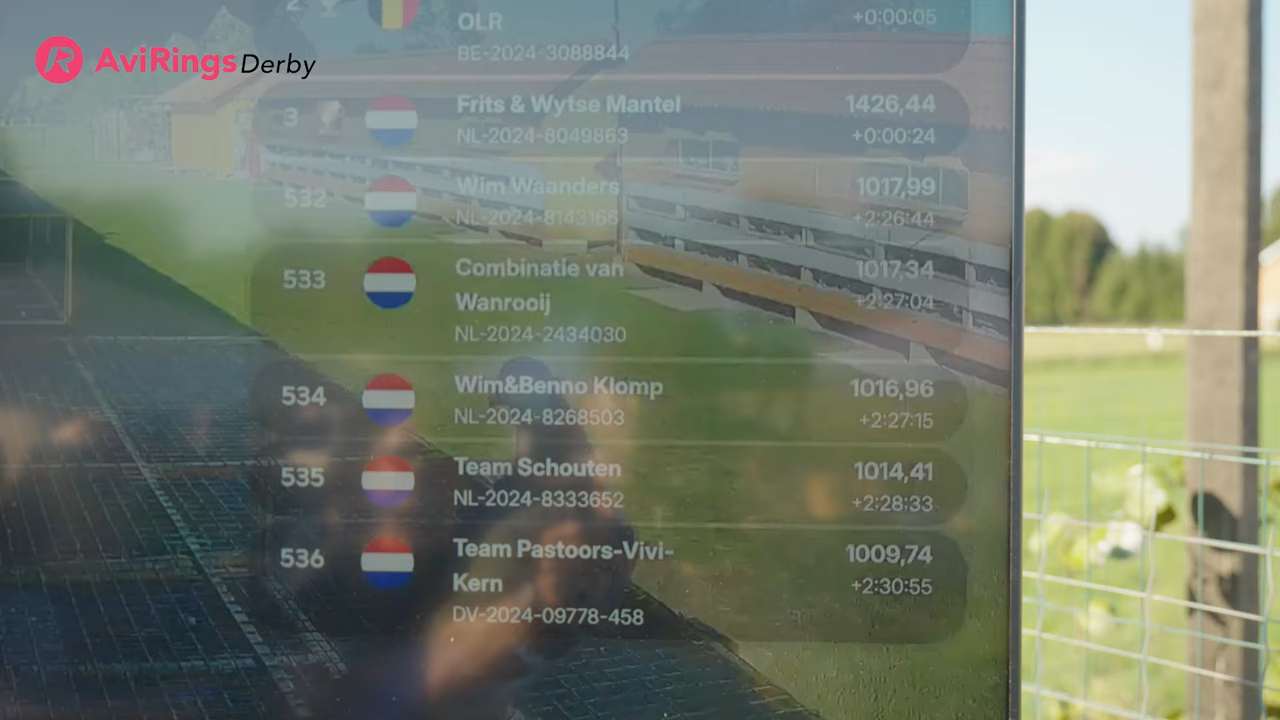 AviRings Derby
2
OLR
+0:00:05
BE-2024-3088844
3
Frits & Wytse Mantel
1426,44
NL-2024-8049863
+0:00:24
532
Wim Waanders
1017,99
NL-2024-8143168
+2:26:44
533
Combinatie van
1017,34
Wanrooij
+2:27:04
NL-2024-2434030
534
Wim&Benno Klomp
1016,96
NL-2024-8268503
+2:27:15
535
Team Schouten
1014,41
NL-2024-8333652
+2:28:33
536
Team Pastoors-Vivi-
1009,74
Kern
+2:30:55
DV-2024-09778-458